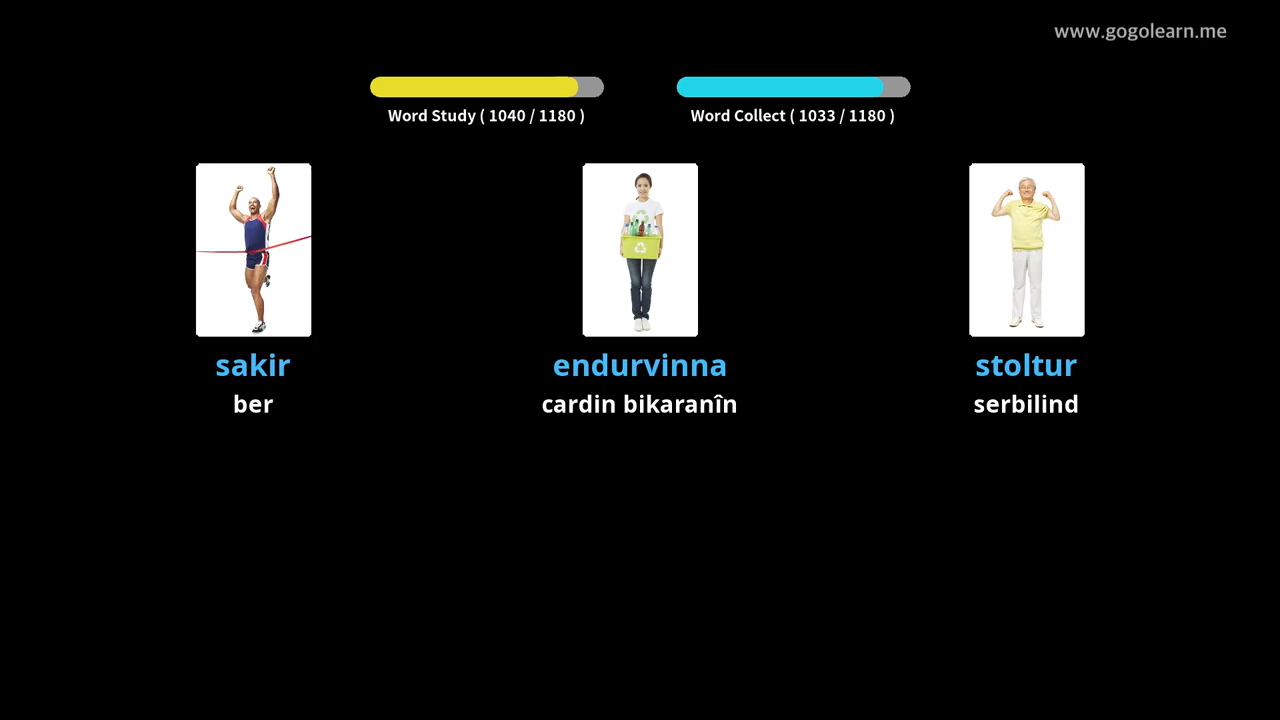 www.gogolearn.me
Word Study ( 1040 / 1180 )
Word Collect ( 1033 / 1180 )
sakir
ber
endurvinna
cardin bikaranîn
stoltur
serbilind